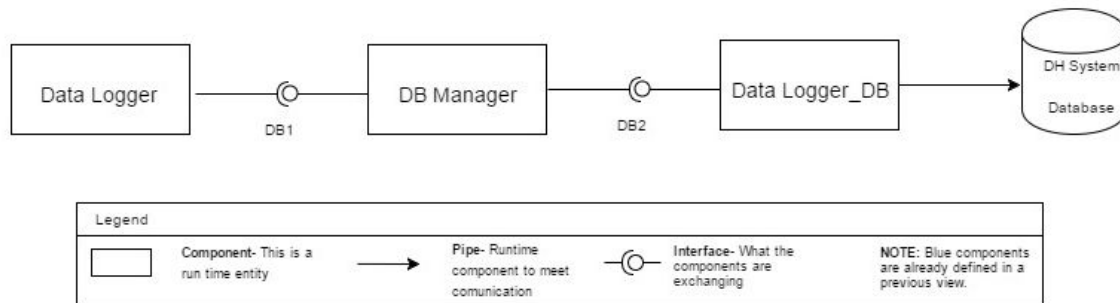 Data Logger
DB1
DB Manager
DB2
Data Logger_DB
DH System
Database
Legend
Component- This is a
run time entity
Pipe- Runtime
component to meet
comunication
Interface- What the
components are
exchanging
NOTE: Blue components
are already defined in a
previous view.